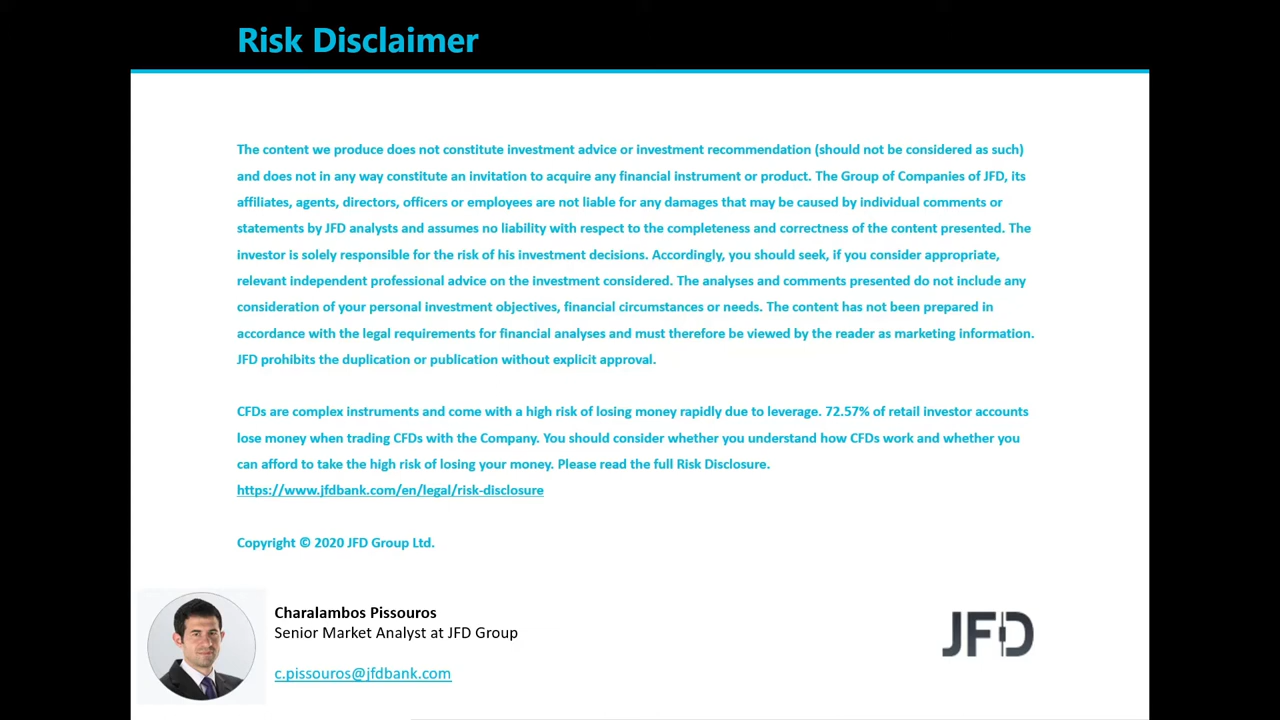 Risk Disclaimer
The content we produce does not constitute investment advice or investment recommendation (should not be considered as such)
and does not in any way constitute an invitation to acquire any financial instrument or product. The Group of Companies of JFD, its
affiliates, agents, directors, officers or employees are not liable for any damages that may be caused by individual comments or
statements by JFD analysts and assumes no liability with respect to the completeness and correctness of the content presented. The
investor is solely responsible for the risk of his investment decisions. Accordingly, you should seek, if you consider appropriate,
relevant independent professional advice on the investment considered. The analyses and comments presented do not include any
consideration of your personal investment objectives, financial circumstances or needs. The content has not been prepared in
accordance with the legal requirements for financial analyses and must therefore be viewed by the reader as marketing information.
JFD prohibits the duplication or publication without explicit approval.
CFDs are complex instruments and come with a high risk of losing money rapidly due to leverage. 72.57% of retail investor accounts
lose money when trading CFDs with the Company. You should consider whether you understand how CFDs work and whether you
can afford to take the high risk of losing your money. Please read the full Risk Disclosure.
https://www.jfdbank.com/en/legal/risk-disclosure
Copyright © 2020 JFD Group Ltd.
Charalambos Pissouros
Senior Market Analyst at JFD Group
c.pissouros@jfdbank.com
JFD